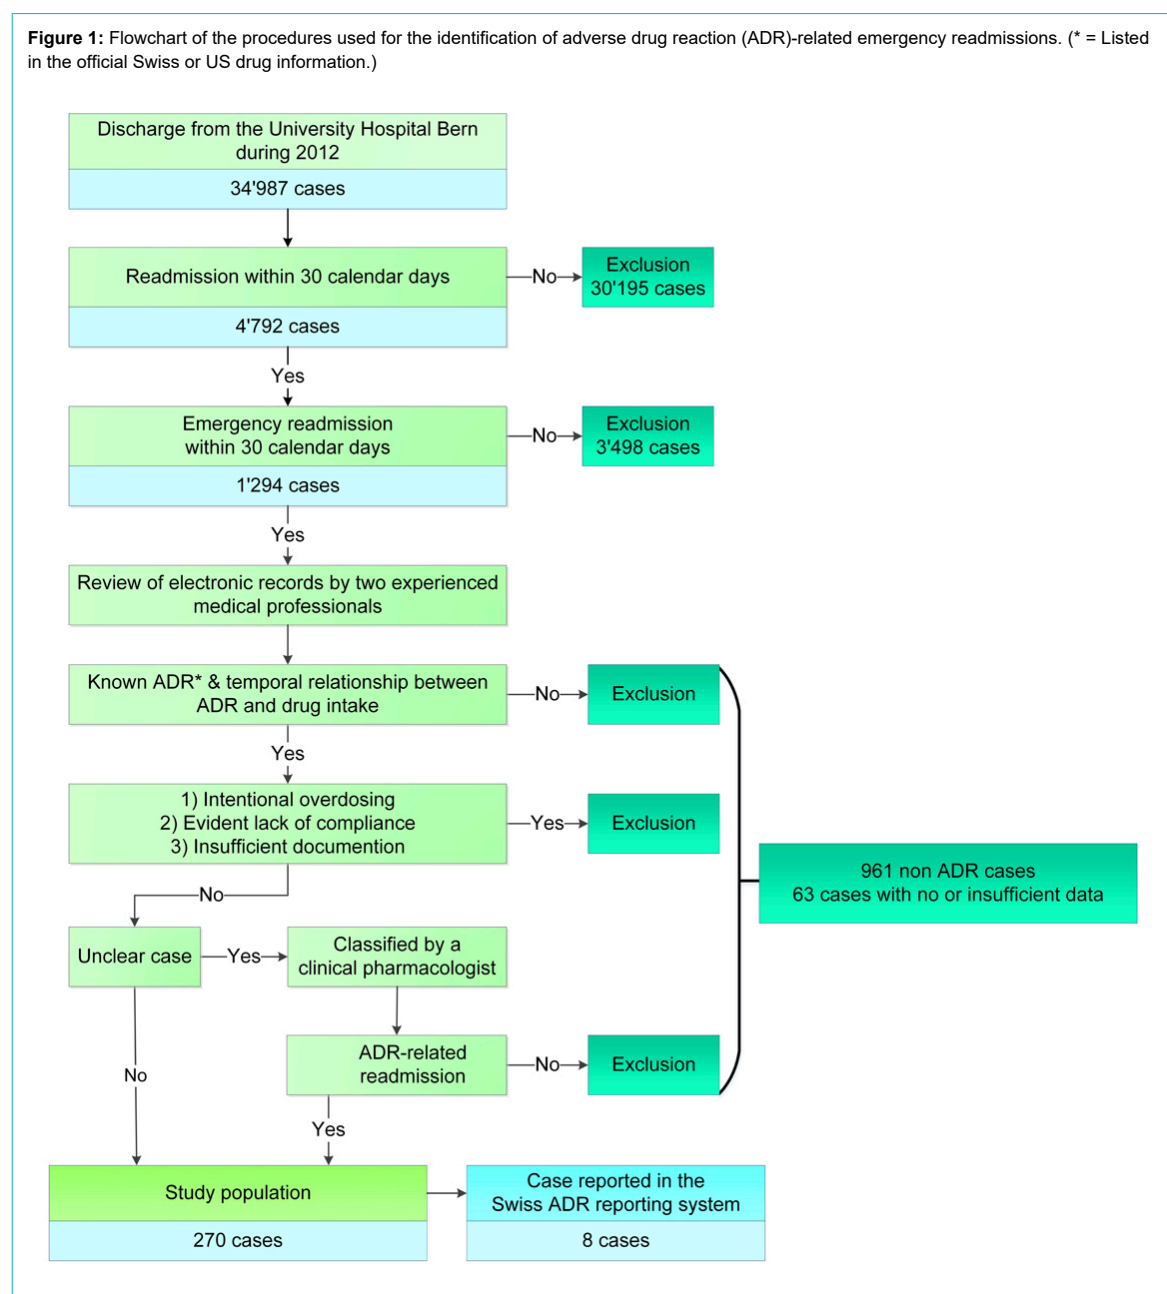 Figure 1: Flowchart of the procedures used for the identification of adverse drug reaction (ADR)-related emergency readmissions. (* = Listed
in the official Swiss or US drug information.)
Discharge from the University Hospital Bern
during 2012
34'987 cases
Readmission within 30 calendar days
No
Exclusion
30'195 cases
4'792 cases
Yes
Emergency readmission
within 30 calendar days
No
Exclusion
3'498 cases
1'294 cases
Yes
Review of electronic records by two experienced
medical professionals
Known ADR* & temporal relationship between
ADR and drug intake
No
Exclusion
Yes
1) Intentional overdosing
2) Evident lack of compliance
3) Insufficient documention
Yes
Exclusion
961 non ADR cases
63 cases with no or insufficient data
No
Unclear case
Yes
Classified by a
clinical pharmacologist
ADR-related
readmission
No
Exclusion
No
Yes
Study population
270 cases
Case reported in the
Swiss ADR reporting system
8 cases